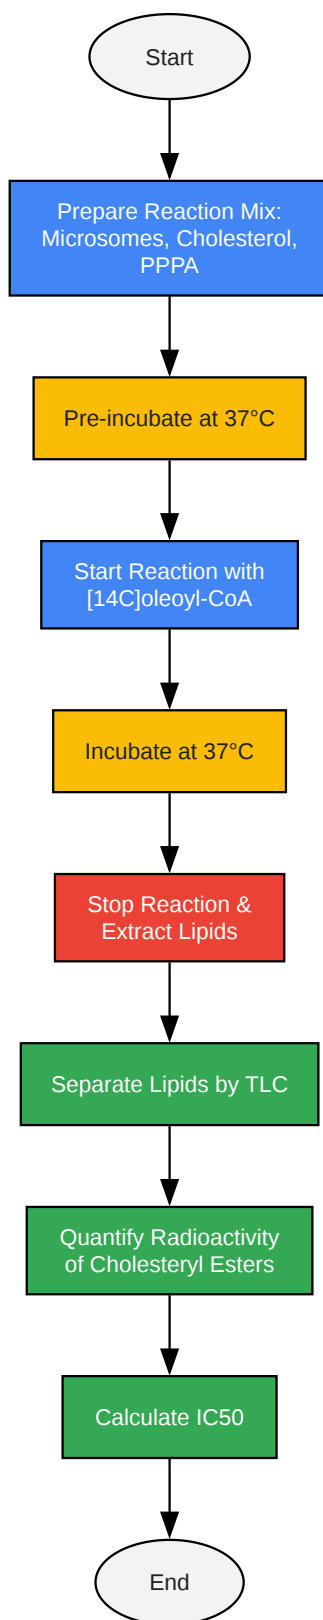 Start
Prepare Reaction Mix:
Microsomes, Cholesterol,
PPPA
Pre-incubate at 37°C
Start Reaction with
[14C]oleoyl-CoA
Incubate at 37°C
Stop Reaction &
Extract Lipids
Separate Lipids by TLC
Quantify Radioactivity
of Cholesteryl Esters
Calculate IC50
End